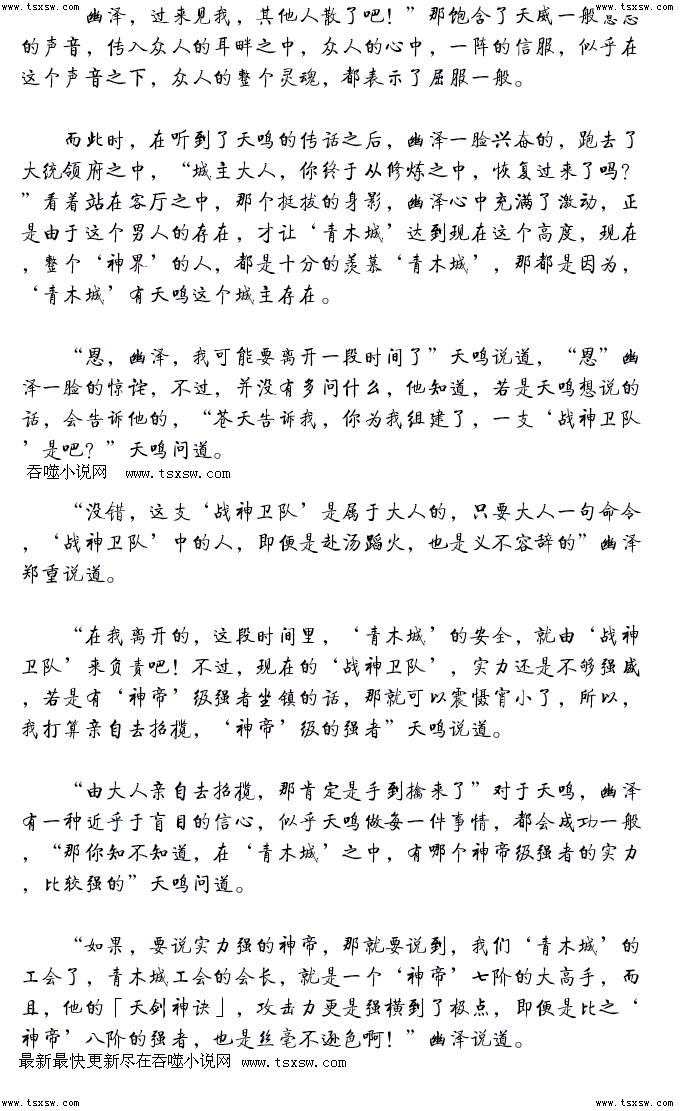 www.tsxsw.com www.tsxsw.com www.tsxsw.com
幽泽，过来见我，其他人散了吧！”那饱含了天威一般
的声音，传入众人的耳畔之中，众人的心中，一阵的信服，似乎在
这个声音之下，众人的整个灵魂，都表示了屈服一般。
而此时，在听到了天鸣的传话之后，幽泽一脸兴奋的，跑去了
大统领府之中，“城主大人，你终于从修炼之中，恢复过来了吗？
”看着站在客厅之中，那个挺拔的身影，幽泽心中充满了激动，正
是由于这个男人的存在，才让‘青木城’达到现在这个高度，现在
，整个‘神界’的人，都是十分的羡慕‘青木城’，那都是因为，
‘青木城’有天鸣这个城主存在。
“恩，幽泽，我可能要离开一段时间了”天鸣说道，“恩”幽
泽一脸的惊诧，不过，并没有多问什么，他知道，若是天鸣想说的
话，会告诉他的，“苍天告诉我，你为我组建了，一支‘战神卫队
’是吧？”天鸣问道。
吞噬小说网 www.tsxsw.com
“没错，这支‘战神卫队’是属于大人的，只要大人一句命令
，‘战神卫队’中的人，即便是赴汤蹈火，也是义不容辞的”幽泽
郑重说道。
“在我离开的，这段时间里，‘青木城’的安全，就由‘战神
卫队’来负责吧！不过，现在的‘战神卫队’，实力还是不够强威
，若是有‘神帝’级强者坐镇的话，那就可以震慑宵小了，所以，
我打算亲自去招揽，‘神帝’级的强者”天鸣说道。
“由大人亲自去招揽，那肯定是手到擒来了”对于天鸣，幽泽
有一种近乎于盲目的信心，似乎天鸣做每一件事情，都会成功一般
，“那你知不知道，在‘青木城’之中，有哪个神帝级强者的实力
，比较强的”天鸣问道。
“如果，要说实力强的神帝，那就要说到，我们‘青木城’的
工会了，青木城工会的会长，就是一个‘神帝’七阶的大高手，而
且，他的「天剑神诀」，攻击力更是强横到了极点，即便是比之‘
神帝’八阶的强者，也是丝毫不逊色啊！”幽泽说道。
最新最快更新尽在吞噬小说网 www.tsxsw.com
www.tsxsw.com www.tsxsw.com www.tsxsw.com